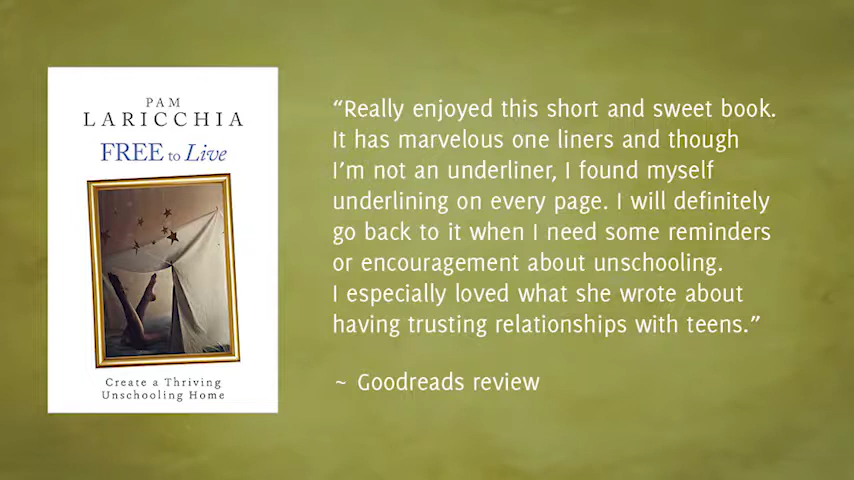 PAM
LARICCHIA
FREE to Live
Create a Thriving
Unschooling Home
“Really enjoyed this short and sweet book.
It has marvelous one liners and though
I’m not an underliner, I found myself
underlining on every page. I will definitely
go back to it when I need some reminders
or encouragement about unschooling.
I especially loved what she wrote about
having trusting relationships with teens.”
~ Goodreads review